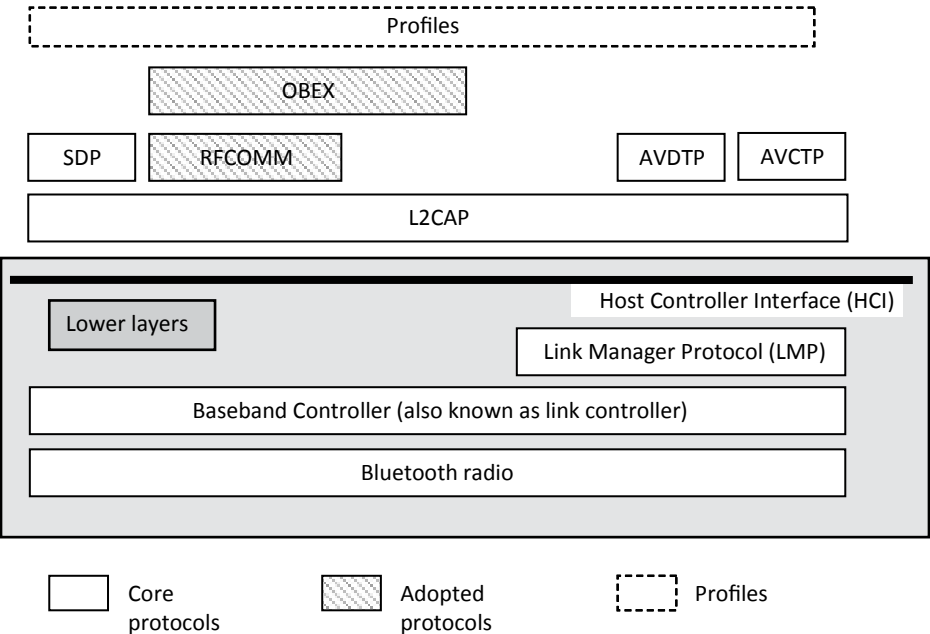 Profiles
OBEX
SDP
RFCOMM
AVDTP
AVCTP
L2CAP
Host Controller Interface (HCI)
Lower layers
Link Manager Protocol (LMP)
Baseband Controller (also known as link controller)
Bluetooth radio
Core
protocols
Adopted
protocols
Profiles